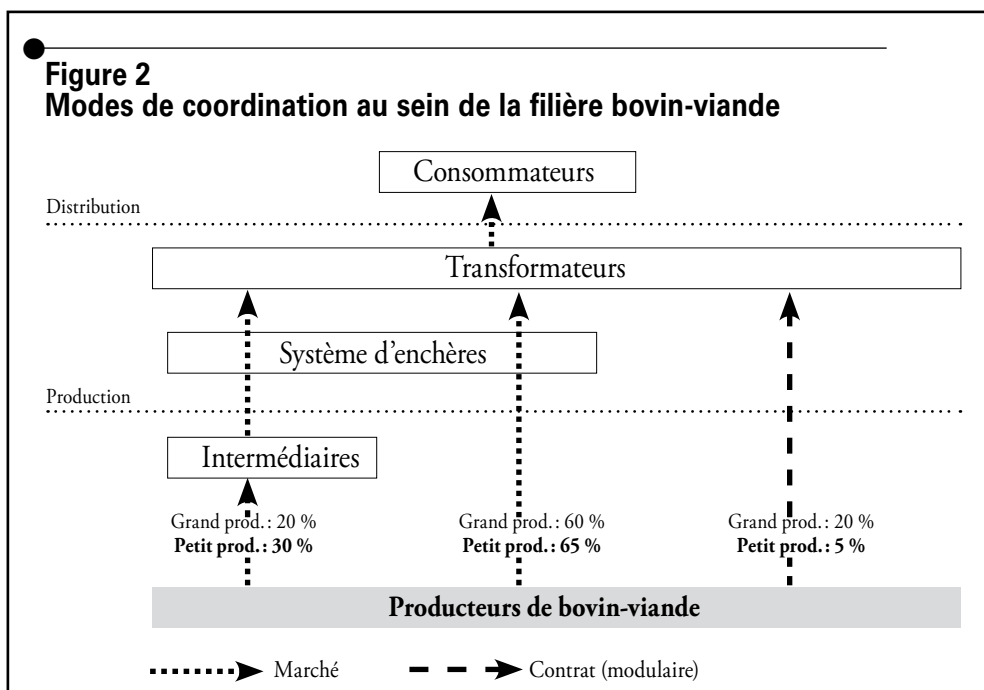 Figure 2
Modes de coordination au sein de la filière bovin-viande
Consommateurs
Distribution
Transformateurs
Système d'enchères
Production
Intermédiaires
Grand prod.: 20 %
Petit prod.: 30 %
Grand prod.: 60 %
Petit prod.: 65 %
Grand prod.: 20 %
Petit prod.: 5 %
Producteurs de bovin-viande
Marché
Contrat (modulaire)